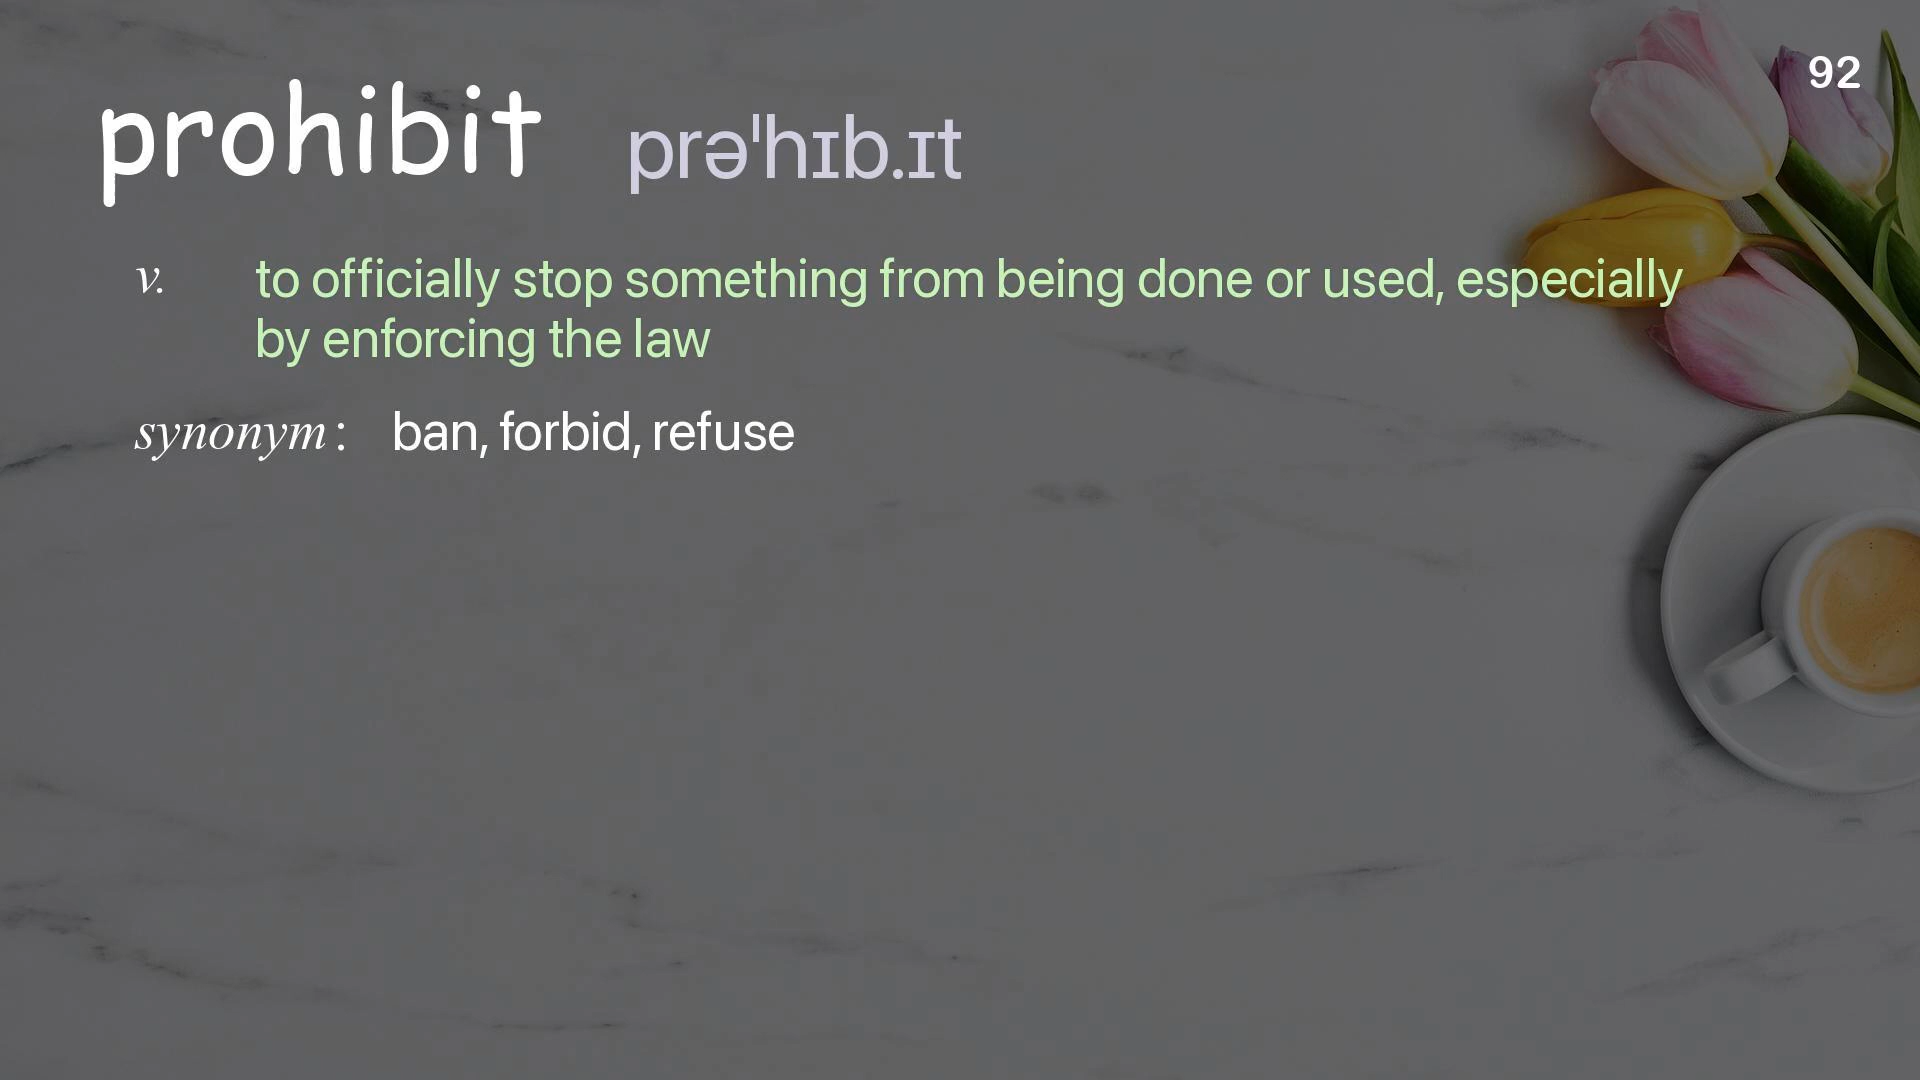 92
prohibit prəˈhɪb.ɪt
v. to officially stop something from being done or used, especially
by enforcing the law
synonym : ban, forbid, refuse